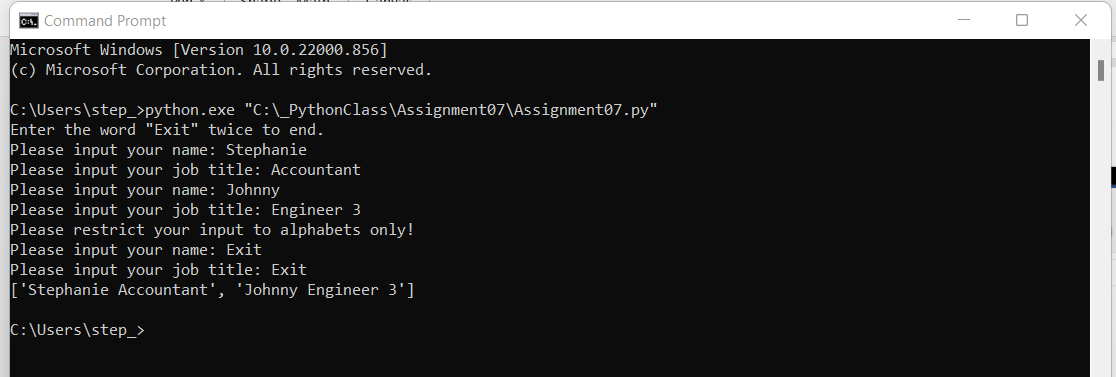 Command Prompt
Microsoft Windows [Version 10.0.22000.856]
(c) Microsoft Corporation. All rights reserved.
C:\Users\step_>python.exe "C:\_PythonClass\Assignment07\Assignment07.py"
Enter the word "Exit" twice to end.
Please input your name: Stephanie
Please input your job title: Accountant
Please input your name: Johnny
Please input your job title: Engineer 3
Please restrict your input to alphabets only!
Please input your name: Exit
Please input your job title: Exit
['Stephanie Accountant', 'Johnny Engineer 3']
C:\Users\step_>